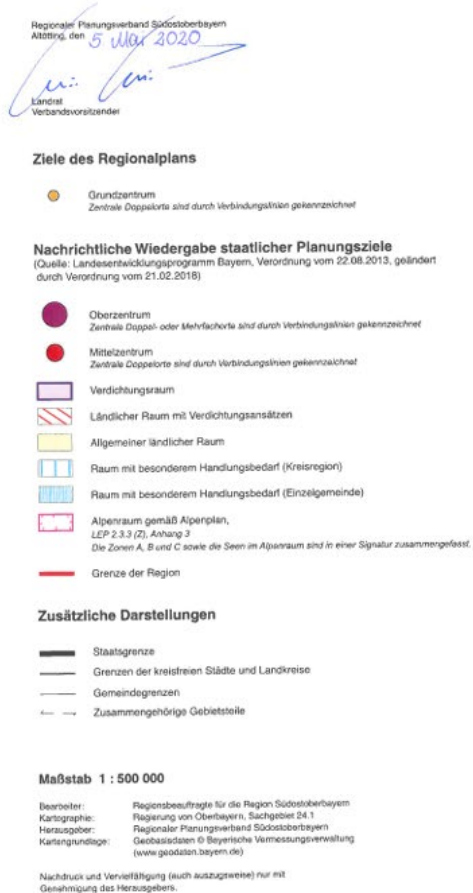 Regionaler Planungsverband Südostoberbayern
Altötting, den 5. Mai 2020
Landrat
Verbandsvorsitzender
Ziele des Regionalplans
Grundzentrum
Zentrale Doppelorte sind durch Verbindungslinien gekennzeichnet
Nachrichtliche Wiedergabe staatlicher Planungsziele
(Quelle: Landesentwicklungsprogramm Bayern, Verordnung vom 22.08.2013, geändert
durch Verordnung vom 21.02.2018)
Oberzentrum
Zentrale Doppel- oder Mehrfachorte sind durch Verbindungslinien gekennzeichnet
Mittelzentrum
Zentrale Doppelorte sind durch Verbindungslinien gekennzeichnet
Verdichtungsraum
Ländlicher Raum mit Verdichtungsansätzen
Allgemeiner ländlicher Raum
Raum mit besonderem Handlungsbedarf (Kreisregion)
Raum mit besonderem Handlungsbedarf (Einzelgemeinde)
Alpenraum gemäß Alpenplan,
LEP 2.3.3 (Z), Anhang 3
Die Zonen A, B und C sowie die Seen im Alpenraum sind in einer Signatur zusammengefasst.
Grenze der Region
Zusätzliche Darstellungen
Staatsgrenze
Grenzen der kreisfreien Städte und Landkreise
Gemeindegrenzen
Zusammengehörige Gebietsteile
Maßstab 1 : 500 000
Bearbeiter: Regionsbeauftragte für die Region Südostoberbayern
Kartographie: Regierung von Oberbayern, Sachgebiet 24.1
Herausgeber: Regionaler Planungsverband Südostoberbayern
Kartengrundlage: Geobasisdaten © Bayerische Vermessungsverwaltung
(www.geodaten.bayern.de)
Nachdruck und Vervielfältigung (auch auszugsweise) nur mit
Genehmigung des Herausgebers.